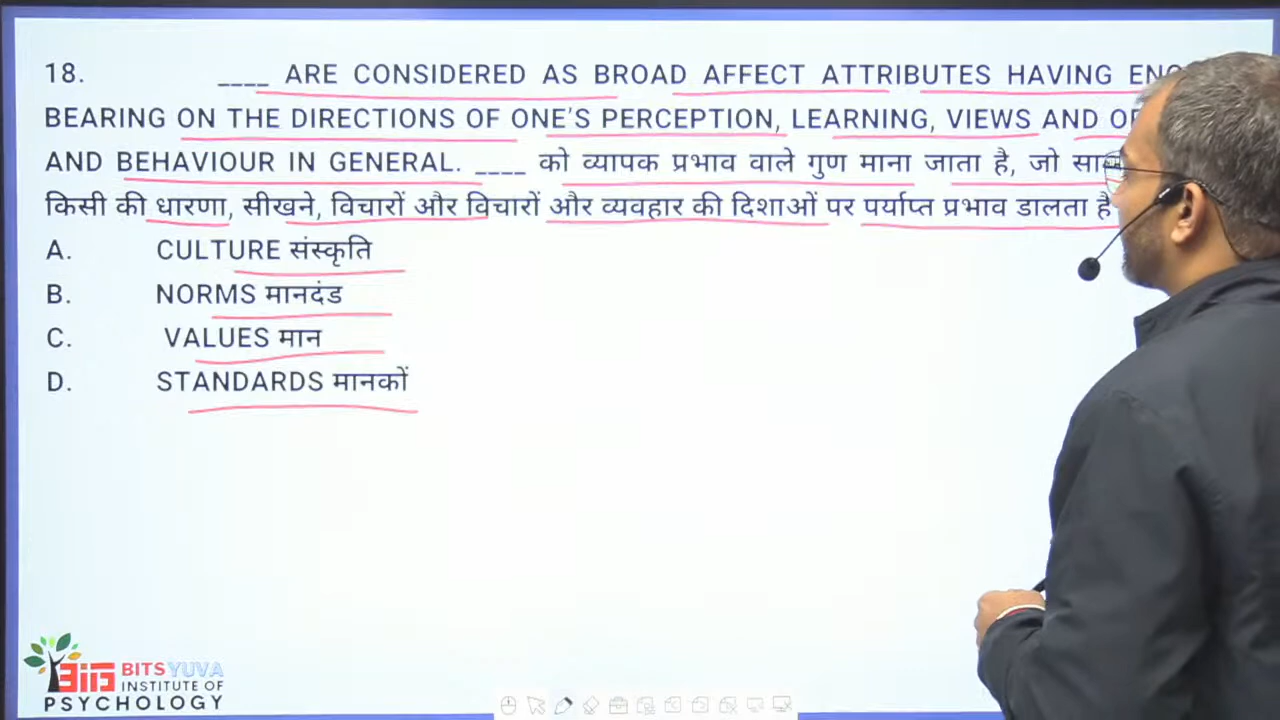 18. ____ ARE CONSIDERED AS BROAD AFFECT ATTRIBUTES HAVING
BEARING ON THE DIRECTIONS OF ONE'S PERCEPTION, LEARNING, VIEWS AND
AND BEHAVIOUR IN GENERAL. ____ को व्यापक प्रभाव वाले गुण माना जाता है, जो
किसी की धारणा, सीखने, विचारों और विचारों और व्यवहार की दिशाओं पर पर्याप्त प्रभाव डालता है
A. CULTURE संस्कृति
B. NORMS मानदंड
C. VALUES मान
D. STANDARDS मानकों
BITS YUVA
INSTITUTE OF
PSYCHOLOGY